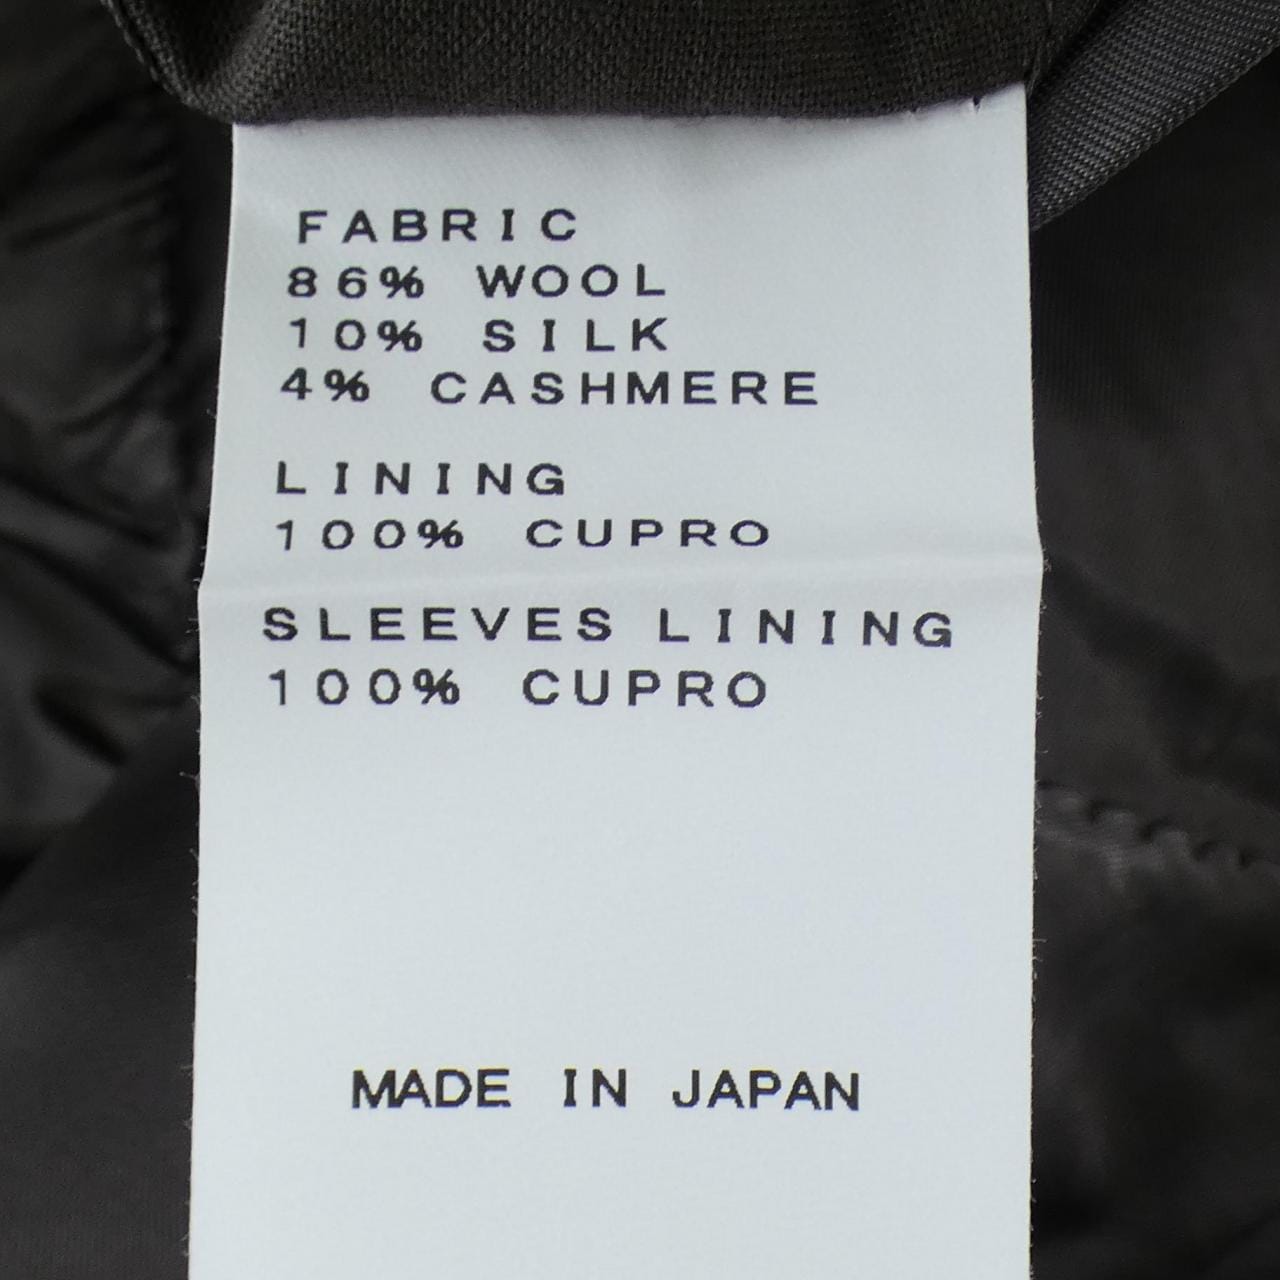 FABRIC
86% WOOL
10% SILK
4% CASHMERE
LINING
100% CUPRO
SLEEVES LINING
100% CUPRO
MADE IN JAPAN